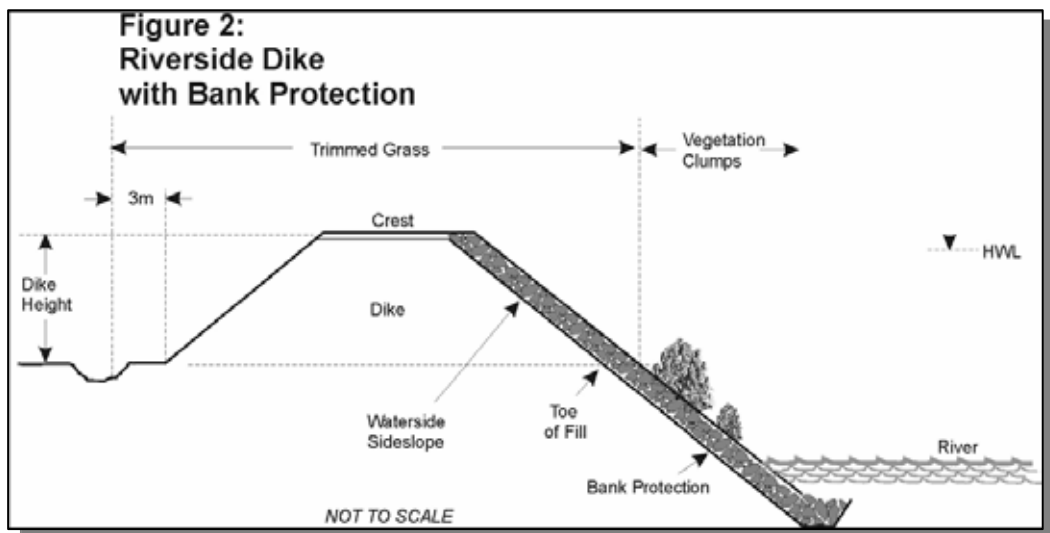 Figure 2:
Riverside Dike
with Bank Protection
Trimmed Grass
Vegetation
Clumps
3m
Crest
HWL
Dike
Height
Dike
Waterside
Sideslope
Toe
of Fill
River
Bank Protection
NOT TO SCALE